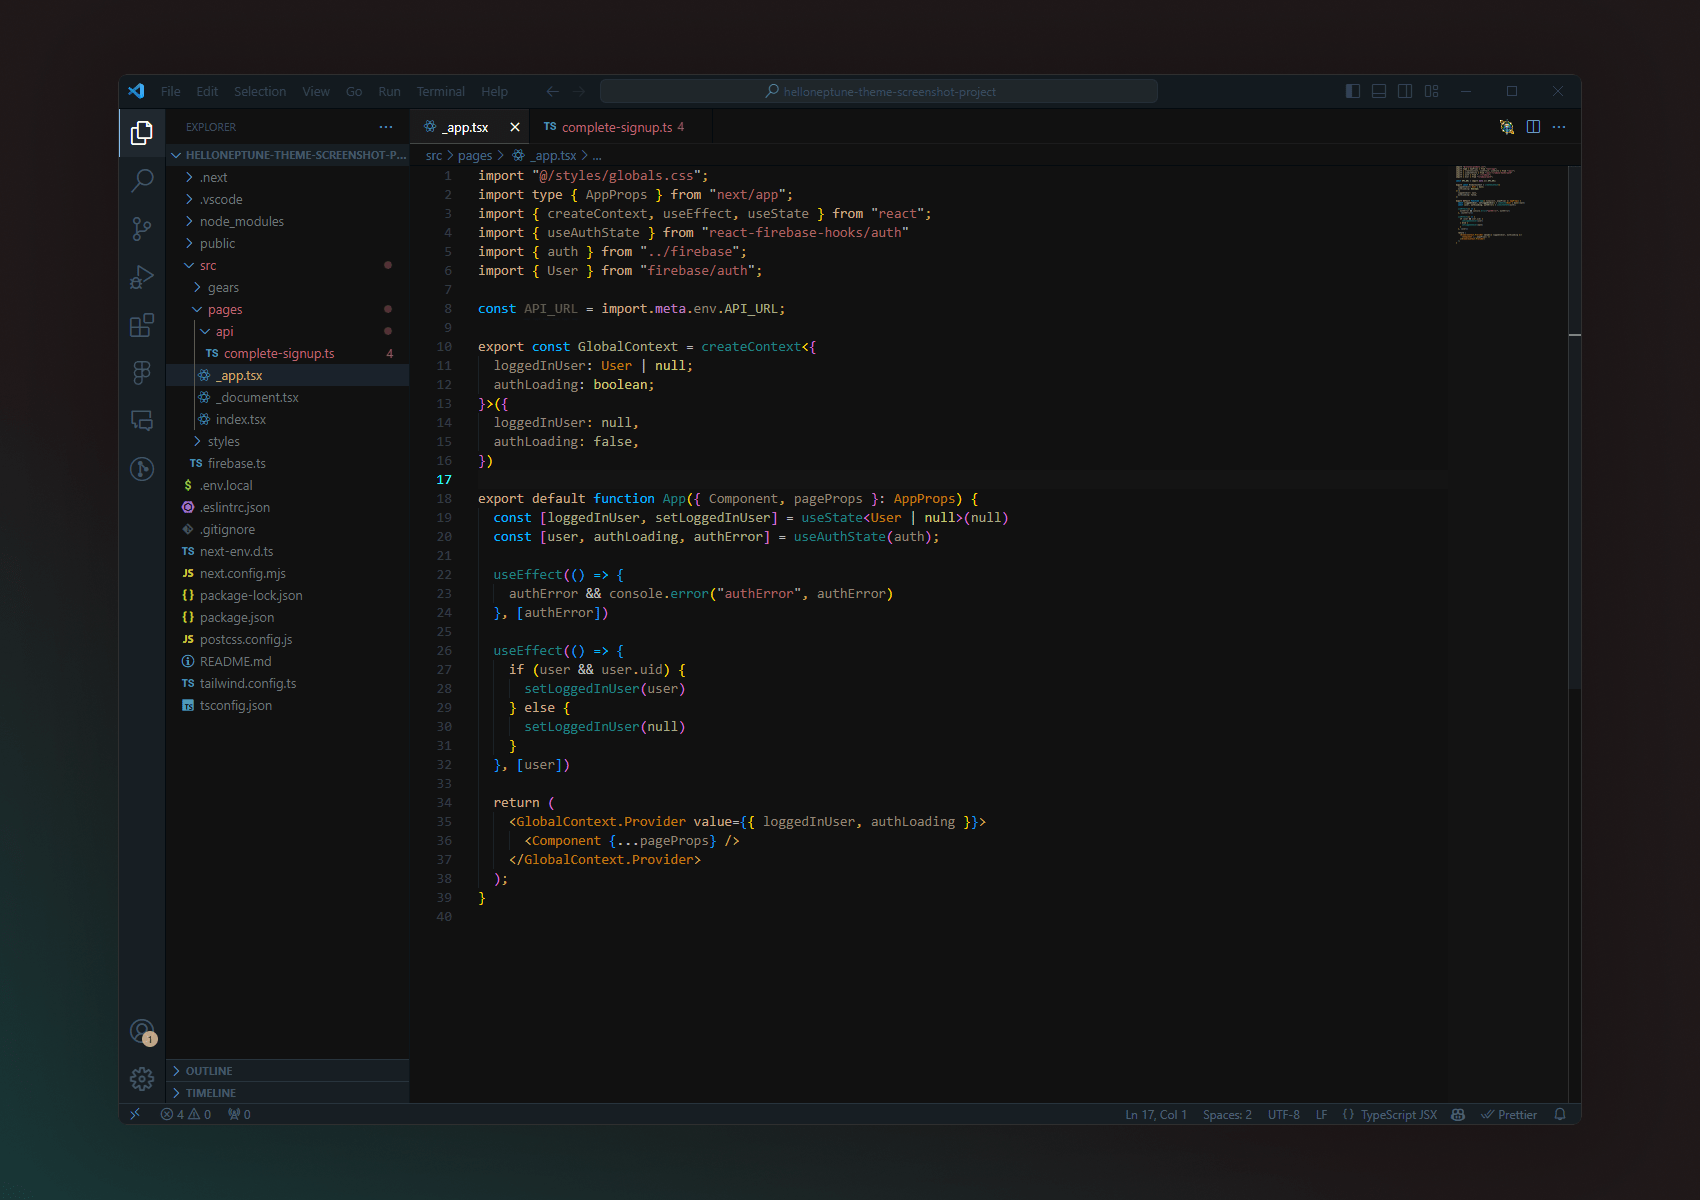 File Edit Selection View Go Run Terminal Help
helloneptune-theme-screenshot-project
EXPLORER
HELLONEPTUNE-THEME-SCREENSHOT-P...
.next
.vscode
node_modules
public
src
gears
pages
api
TS complete-signup.ts 4
_app.tsx
_document.tsx
index.tsx
styles
TS firebase.ts
$ .env.local
.eslintrc.json
.gitignore
TS next-env.d.ts
JS next.config.mjs
{} package-lock.json
{} package.json
JS postcss.config.js
README.md
TS tailwind.config.ts
TS tsconfig.json
OUTLINE
TIMELINE
1
_app.tsx
TS complete-signup.ts 4
src > pages > _app.tsx > ...
1 import "@/styles/globals.css";
2 import type { AppProps } from "next/app";
3 import { createContext, useEffect, useState } from "react";
4 import { useAuthState } from "react-firebase-hooks/auth"
5 import { auth } from "../firebase";
6 import { User } from "firebase/auth";
7
8 const API_URL = import.meta.env.API_URL;
9
10 export const GlobalContext = createContext<{
11   loggedInUser: User | null;
12   authLoading: boolean;
13 }>({
14   loggedInUser: null,
15   authLoading: false,
16 })
17
18 export default function App({ Component, pageProps }: AppProps) {
19   const [loggedInUser, setLoggedInUser] = useState<User | null>(null)
20   const [user, authLoading, authError] = useAuthState(auth);
21
22   useEffect(() => {
23     authError && console.error("authError", authError)
24   }, [authError])
25
26   useEffect(() => {
27     if (user && user.uid) {
28       setLoggedInUser(user)
29     } else {
30       setLoggedInUser(null)
31     }
32   }, [user])
33
34   return (
35     <GlobalContext.Provider value={{ loggedInUser, authLoading }}>
36       <Component {...pageProps} />
37     </GlobalContext.Provider>
38   );
39 }
40
4 0 0
Ln 17, Col 1 Spaces: 2 UTF-8 LF {} TypeScript JSX Prettier